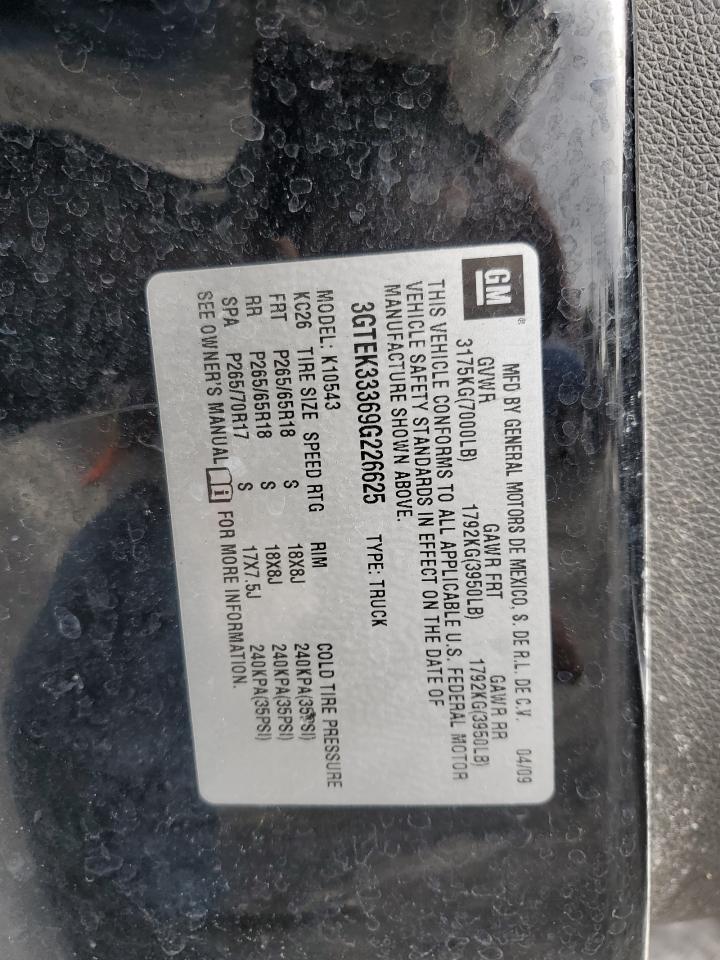 GM®
MFD BY GENERAL MOTORS DE MEXICO, S. DE R.L. DE C.V. 04/09
GVWR GAWR FRT GAWR RR
3175KG(7000LB) 1792KG(3950LB) 1792KG(3950LB)
THIS VEHICLE CONFORMS TO ALL APPLICABLE U.S. FEDERAL MOTOR
VEHICLE SAFETY STANDARDS IN EFFECT ON THE DATE OF
MANUFACTURE SHOWN ABOVE.
3GTEK33369G226625 TYPE: TRUCK
MODEL: K10543
KC26 TIRE SIZE SPEED RTG RIM COLD TIRE PRESSURE
FRT P265/65R18 S 18X8J 240KPA(35PSI)
RR P265/65R18 S 18X8J 240KPA(35PSI)
SPA P265/70R17 S 17X7.5J 240KPA(35PSI)
SEE OWNER'S MANUAL FOR MORE INFORMATION.